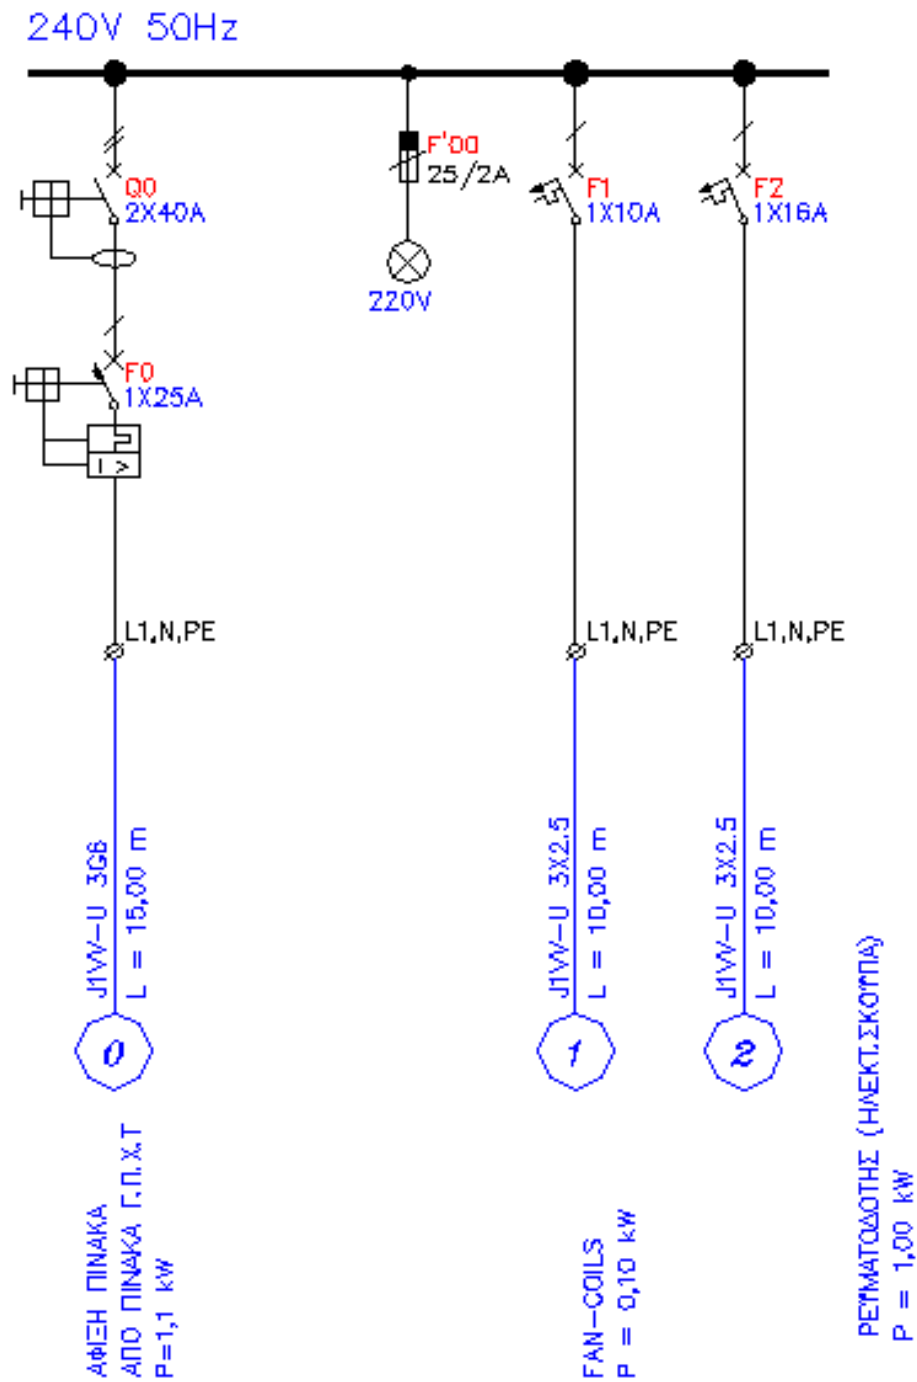 240V 50Hz
Q0
2X40A
F'00
25/2A
220V
F1
1X10A
F2
1X16A
F0
1X25A
I >
L1,N,PE
L1,N,PE
L1,N,PE
J1VV-U 3G6
L = 15,00 m
J1VV-U 3X2.5
L = 10,00 m
J1VV-U 3X2.5
L = 10,00 m
0
1
2
ΑΦΙΞΗ ΠΙΝΑΚΑ
ΑΠΟ ΠΙΝΑΚΑ Γ.Π.Χ.Τ
P=1,1 kW
FAN-COILS
P = 0,10 kW
ΡΕΥΜΑΤΟΔΟΤΗΣ (ΗΛΕΚΤ.ΣΚΟΥΠΑ)
P = 1,00 kW